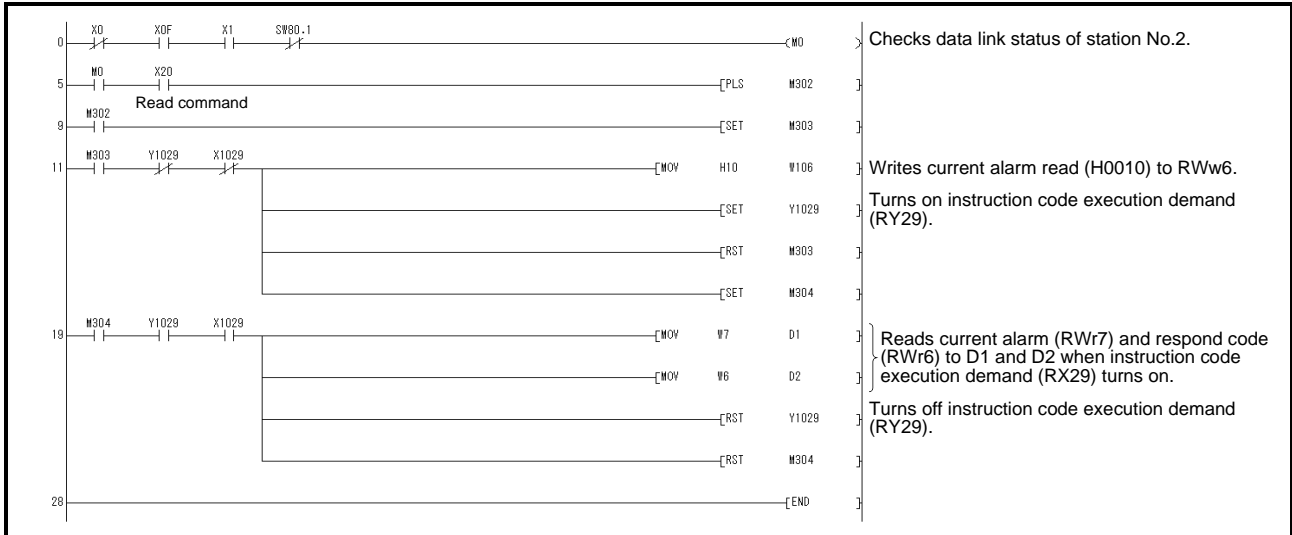 X0 X0F X1 SW80.1
0 (M0 ) Checks data link status of station No.2.
M0 X20
5 [PLS M302 ]
Read command
M302
9 [SET M303 ]
M303 Y1029 X1029
11 [MOV H10 W106 ] Writes current alarm read (H0010) to RWw6.
[SET Y1029 ] Turns on instruction code execution demand
(RY29).
[RST M303 ]
[SET M304 ]
M304 Y1029 X1029
19 [MOV W7 D1 ] Reads current alarm (RWr7) and respond code
(RWr6) to D1 and D2 when instruction code
[MOV W6 D2 ] execution demand (RX29) turns on.
[RST Y1029 ] Turns off instruction code execution demand
(RY29).
[RST M304 ]
28 [END ]